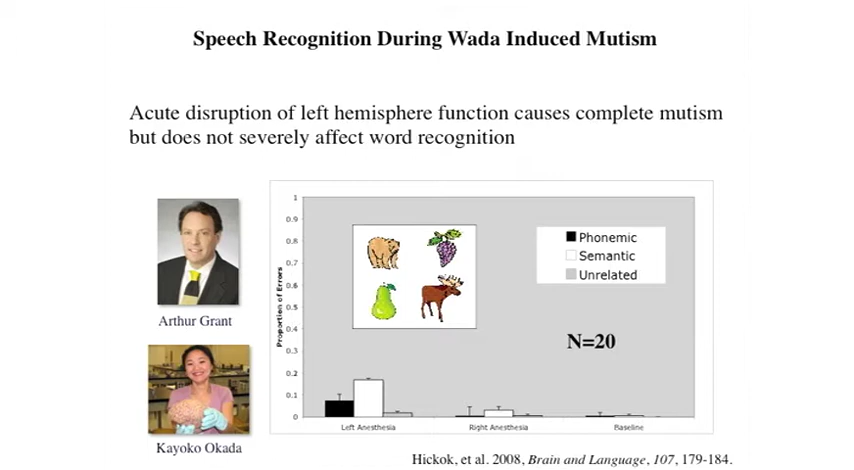 Speech Recognition During Wada Induced Mutism
Acute disruption of left hemisphere function causes complete mutism
but does not severely affect word recognition
Arthur Grant
Kayoko Okada
Proportion of Errors
1
0.9
0.8
0.7
0.6
0.5
0.4
0.3
0.2
0.1
0
Phonemic
Semantic
Unrelated
N=20
Left Anesthesia
Right Anesthesia
Baseline
Hickok, et al. 2008, Brain and Language, 107, 179-184.